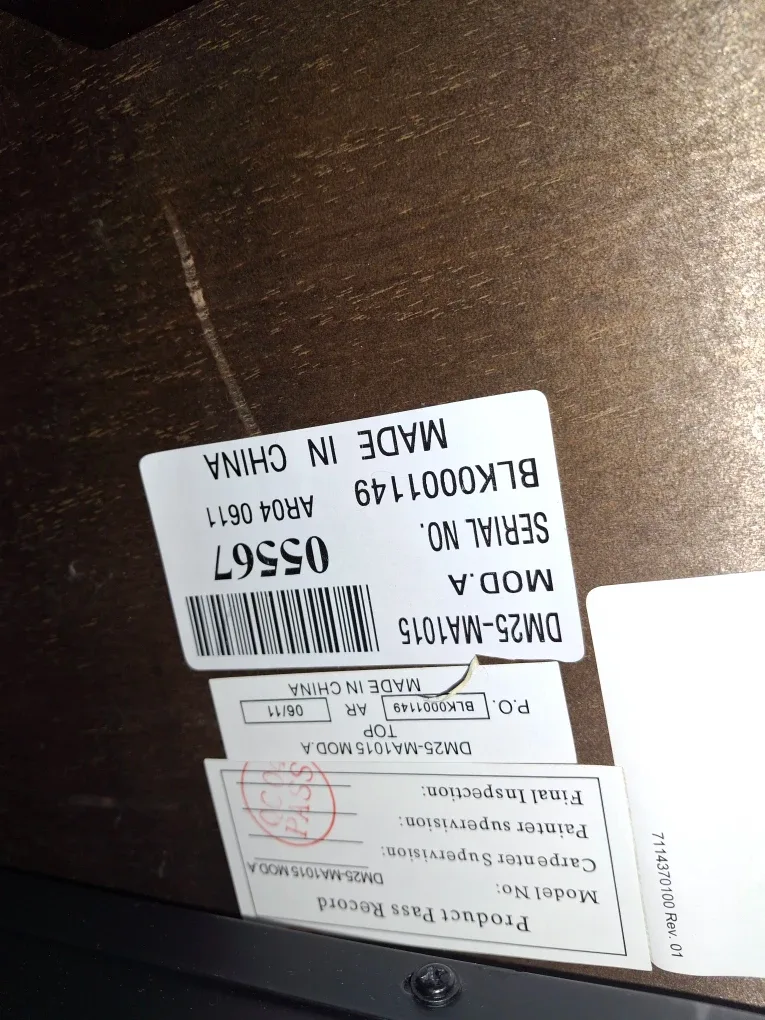 Product Pass Record
Model No: DM25-MA1015 MOD.A
Carpenter Supervision:
Painter supervision:
Final Inspection:
PASS
DM25-MA1015 MOD.A
TOP
P.O. BLK0001149 AR 06/11
MADE IN CHINA
DM25-MA1015
MOD.A
SERIAL NO. 05567
BLK0001149 AR04 0611
MADE IN CHINA
7114370100 Rev. 01